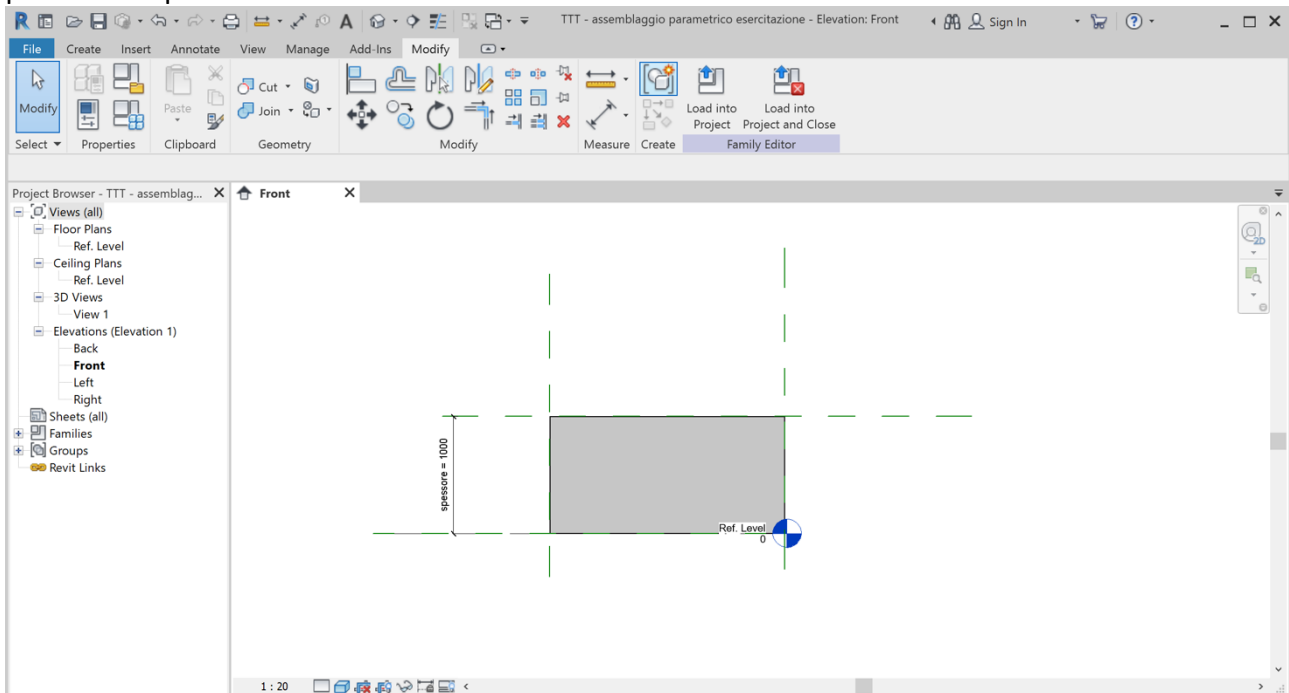 TTT - assemblaggio parametrico esercitazione - Elevation: Front
Sign In
File Create Insert Annotate View Manage Add-Ins Modify
Modify
Paste
Cut
Join
Load into Project
Load into Project and Close
Select Properties Clipboard Geometry Modify Measure Create Family Editor
Project Browser - TTT - assemblag...
Front
Views (all)
Floor Plans
Ref. Level
Ceiling Plans
Ref. Level
3D Views
View 1
Elevations (Elevation 1)
Back
Front
Left
Right
Sheets (all)
Families
Groups
Revit Links
2D
spessore = 1000
Ref. Level
0
1 : 20